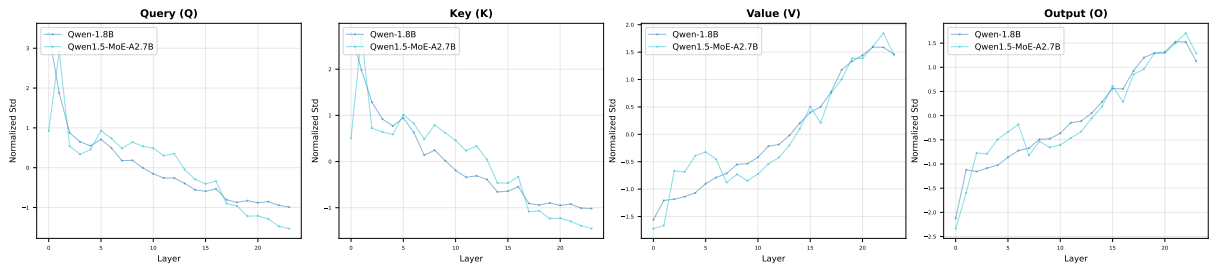 Query (Q)
Normalized Std
3
2
1
0
−1
Qwen-1.8B
Qwen1.5-MoE-A2.7B
0
5
10
15
20
Layer
Key (K)
Normalized Std
2
1
0
−1
Qwen-1.8B
Qwen1.5-MoE-A2.7B
0
5
10
15
20
Layer
Value (V)
Normalized Std
2.0
1.5
1.0
0.5
0.0
−0.5
−1.0
−1.5
Qwen-1.8B
Qwen1.5-MoE-A2.7B
0
5
10
15
20
Layer
Output (O)
Normalized Std
1.5
1.0
0.5
0.0
−0.5
−1.0
−1.5
−2.0
−2.5
Qwen-1.8B
Qwen1.5-MoE-A2.7B
0
5
10
15
20
Layer